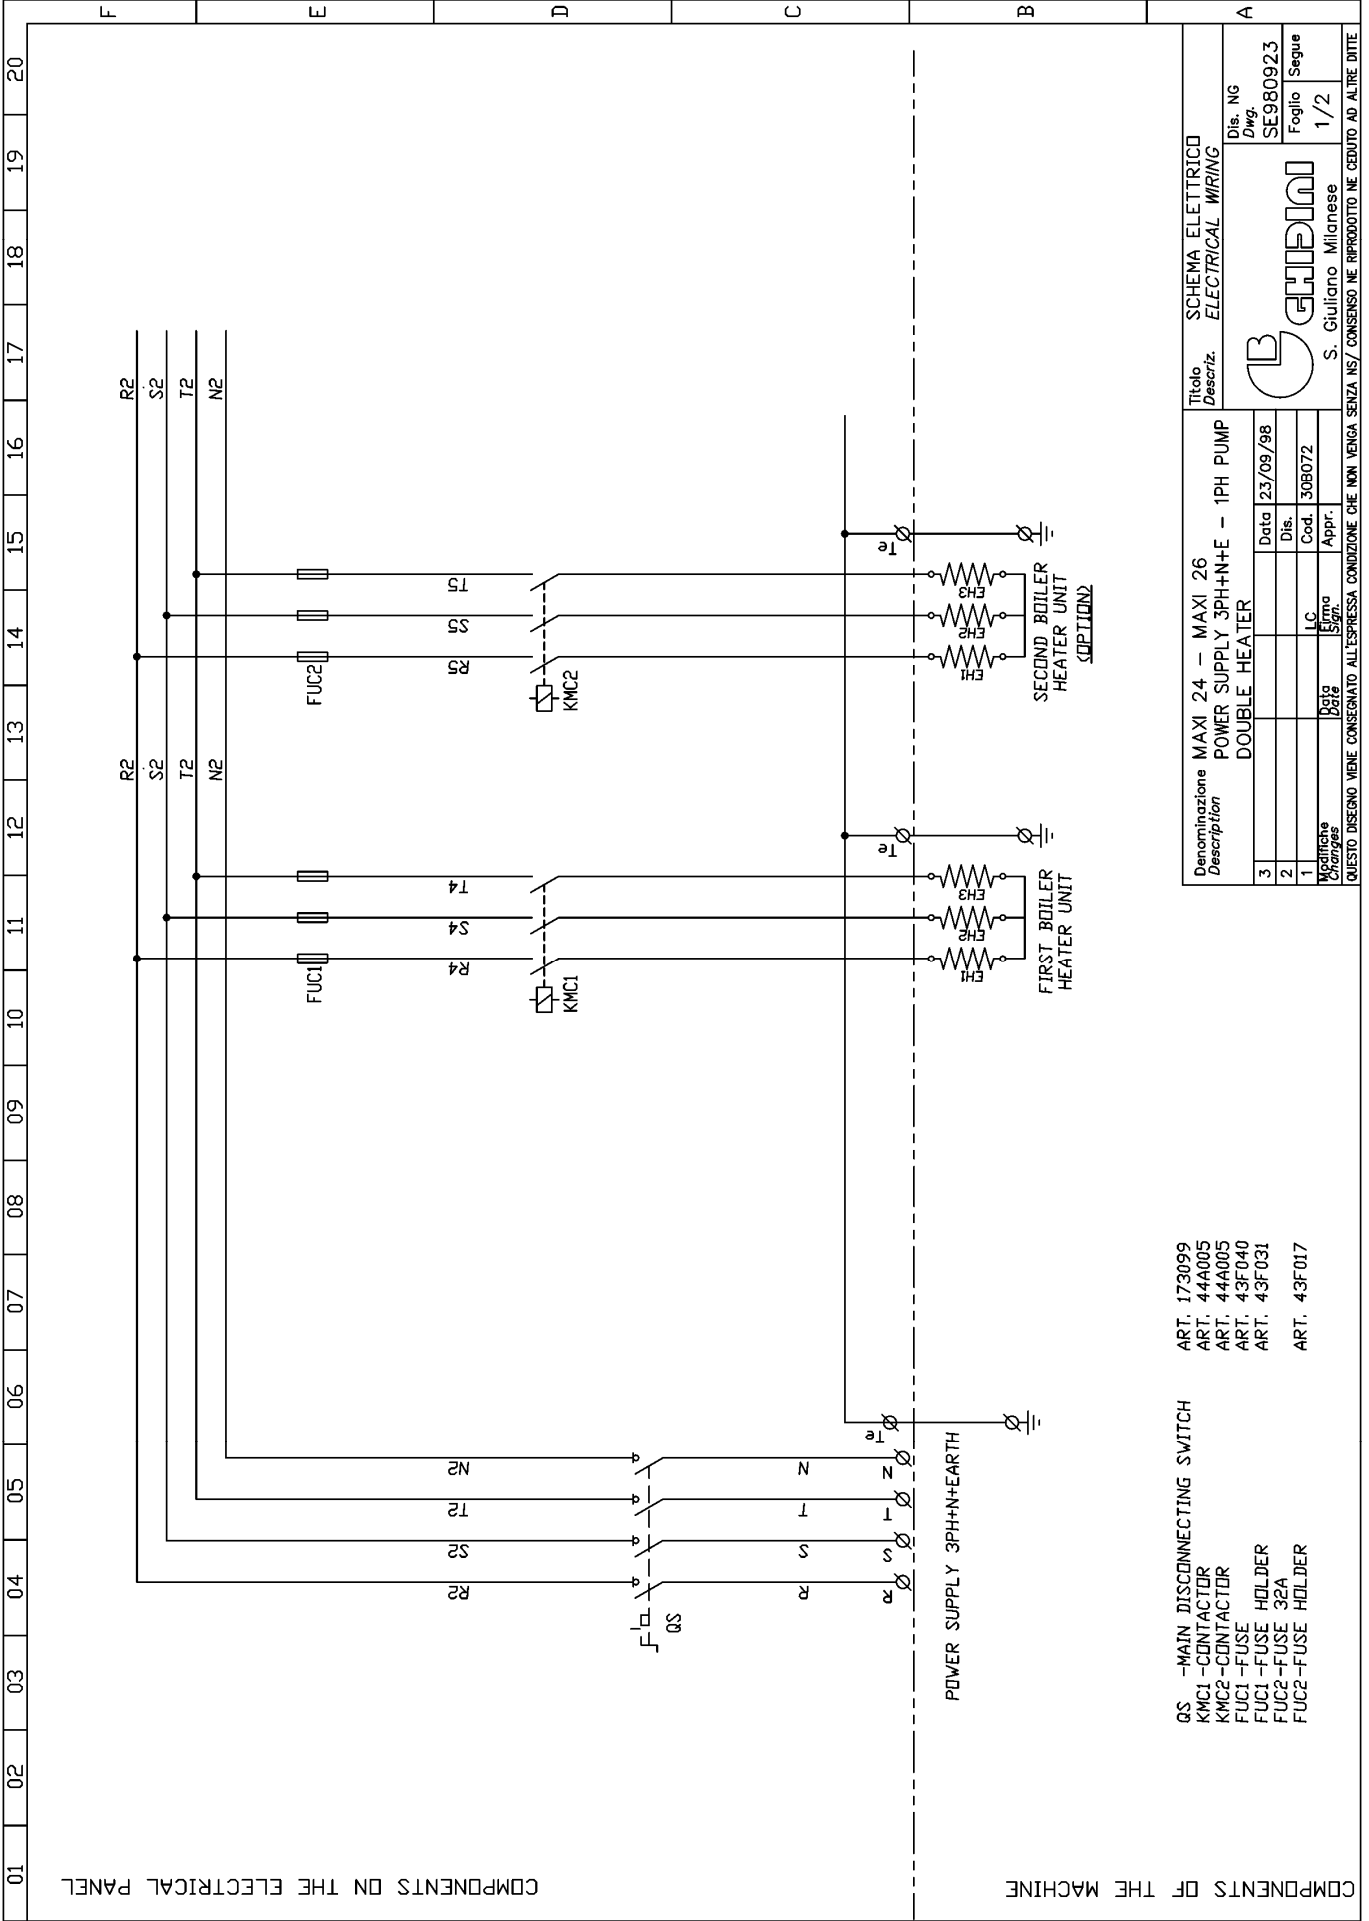 01 02 03 04 05 06 07 08 09 10 11 12 13 14 15 16 17 18 19 20
F
E
D
C
B
A
COMPONENTS ON THE ELECTRICAL PANEL
COMPONENTS OF THE MACHINE
R2 R2
S2 S2
T2 T2
N2 N2
FUC1 FUC2
R2 S2 T2 N2
R4 S4 T4
R5 S5 T5
QS
KMC1
KMC2
R S T N
R S T N Te
Te
Te
EH1 EH2 EH3
EH1 EH2 EH3
POWER SUPPLY 3PH+N+EARTH
FIRST BOILER
HEATER UNIT
SECOND BOILER
HEATER UNIT
(OPTION)
QS -MAIN DISCONNECTING SWITCH ART. 173099
KMC1-CONTACTOR ART. 44A005
KMC2-CONTACTOR ART. 44A005
FUC1-FUSE ART. 43F040
FUC1-FUSE HOLDER ART. 43F031
FUC2-FUSE 32A
FUC2-FUSE HOLDER ART. 43F017
Denominazione
Description
MAXI 24 - MAXI 26
POWER SUPPLY 3PH+N+E - 1PH PUMP
DOUBLE HEATER
Titolo
Descriz.
SCHEMA ELETTRICO
ELECTRICAL WIRING
3 Data 23/09/98
2 Dis.
1 LC Cod. 30B072
Modifiche
Changes
Data
Date
Firma
Sign.
Appr.
B
GHIDINI
S. Giuliano Milanese
Dis. NG
Dwg.
SE980923
Foglio Segue
1/2
QUESTO DISEGNO VIENE CONSEGNATO ALL'ESPRESSA CONDIZIONE CHE NON VENGA SENZA NS/ CONSENSO NE RIPRODOTTO NE CEDUTO AD ALTRE DITTE